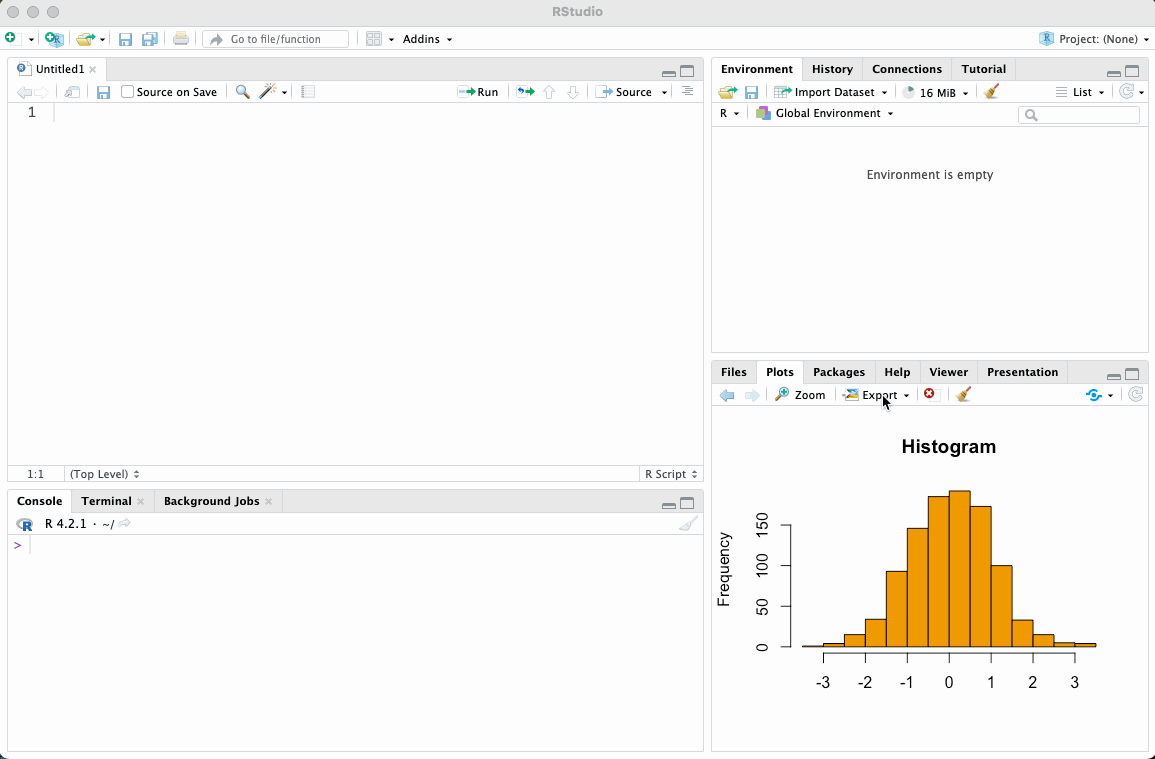 RStudio
Go to file/function Addins Project: (None)
Untitled1
Source on Save Run Source
1
1:1 (Top Level) R Script
Console Terminal Background Jobs
R 4.2.1 · ~/
>
Environment History Connections Tutorial
Import Dataset 16 MiB List
R Global Environment
Environment is empty
Files Plots Packages Help Viewer Presentation
Zoom Export
Histogram
Frequency
150
100
50
0
-3 -2 -1 0 1 2 3